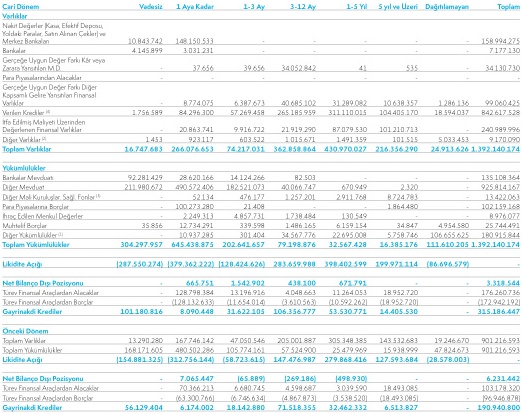 Cari Dönem Vadesiz 1 Aya Kadar 1-3 Ay 3-12 Ay 1-5 Yıl 5 yıl ve Üzeri Dağıtılmayan Toplam
Varlıklar
Nakit Değerler (Kasa, Efektif Deposu,
Yoldaki Paralar, Satın Alınan Çekler) ve
Merkez Bankaları 10.843.742 148.150.533 - - - - - 158.994.275
Bankalar 4.145.899 3.031.231 - - - - - 7.177.130
Gerçeğe Uygun Değer Farkı Kâr veya
Zarara Yansıtılan M.D. - 37.656 39.656 34.052.842 41 535 - 34.130.730
Para Piyasalarından Alacaklar - - - - - - - -
Gerçeğe Uygun Değer Farkı Diğer
Kapsamlı Gelire Yansıtılan Finansal
Varlıklar - 8.774.075 6.387.673 40.685.102 31.289.082 10.638.357 1.286.136 99.060.425
Verilen Krediler 1.756.589 84.296.300 57.269.458 265.185.959 311.110.015 104.405.170 18.594.037 842.617.528
İtfa Edilmiş Maliyeti Üzerinden
Değerlenen Finansal Varlıklar - 20.863.741 9.916.722 21.919.290 87.079.530 101.210.713 - 240.989.996
Diğer Varlıklar 1.453 923.117 603.522 1.015.671 1.491.359 101.515 5.033.453 9.170.090
Toplam Varlıklar 16.747.683 266.076.653 74.217.031 362.858.864 430.970.027 216.356.290 24.913.626 1.392.140.174
Yükümlülükler
Bankalar Mevduatı 92.281.429 28.620.166 14.124.266 82.503 - - - 135.108.364
Diğer Mevduat 211.980.672 490.572.406 182.521.073 40.066.747 670.949 2.320 - 925.814.167
Diğer Mali Kuruluşlar. Sağl. Fonlar - 52.134 476.177 1.257.201 2.911.768 8.724.783 - 13.422.063
Para Piyasalarına Borçlar - 100.273.280 21.408 - - 1.864.480 - 102.159.168
İhraç Edilen Menkul Değerler - 2.249.313 4.857.731 1.738.484 130.549 - - 8.976.077
Muhtelif Borçlar 35.856 12.734.291 339.598 1.486.165 6.159.154 34.847 4.954.580 25.744.491
Diğer Yükümlülükler - 10.937.285 301.404 34.567.776 22.695.008 5.758.746 106.655.625 180.915.844
Toplam Yükümlülükler 304.297.957 645.438.875 202.641.657 79.198.876 32.567.428 16.385.176 111.610.205 1.392.140.174
Likidite Açığı (287.550.274) (379.362.222) (128.424.626) 283.659.988 398.402.599 199.971.114 (86.696.579) -
Net Bilanço Dışı Pozisyonu - 665.751 1.542.902 438.100 671.791 - - 3.318.544
Türev Finansal Araçlardan Alacaklar - 128.798.384 13.196.916 4.048.663 11.264.053 18.952.720 - 176.260.736
Türev Finansal Araçlardan Borçlar - (128.132.633) (11.654.014) (3.610.563) (10.592.262) (18.952.720) - (172.942.192)
Gayrinakdi Krediler 101.180.816 8.090.448 31.622.105 106.356.777 53.530.771 14.405.530 - 315.186.447
Önceki Dönem
Toplam Varlıklar 13.290.280 167.746.142 47.050.546 205.001.887 305.348.385 143.532.683 19.246.670 901.216.593
Toplam Yükümlülükler 168.171.605 480.502.286 105.774.161 57.524.900 25.479.969 15.938.999 47.824.673 901.216.593
Likidite Açığı (154.881.325) (312.756.144) (58.723.615) 147.476.987 279.868.416 127.593.684 (28.578.003) -
Net Bilanço Dışı Pozisyonu - 7.065.447 (65.889) (269.186) (498.930) - - 6.231.442
Türev Finansal Araçlardan Alacaklar - 70.366.213 6.680.745 4.598.687 3.039.590 18.493.085 - 103.178.320
Türev Finansal Araçlardan Borçlar - (63.300.766) (6.746.634) (4.867.873) (3.538.520) (18.493.085) - (96.946.878)
Gayrinakdi Krediler 56.129.404 6.174.002 18.142.880 71.518.355 32.462.332 6.513.827 - 190.940.800